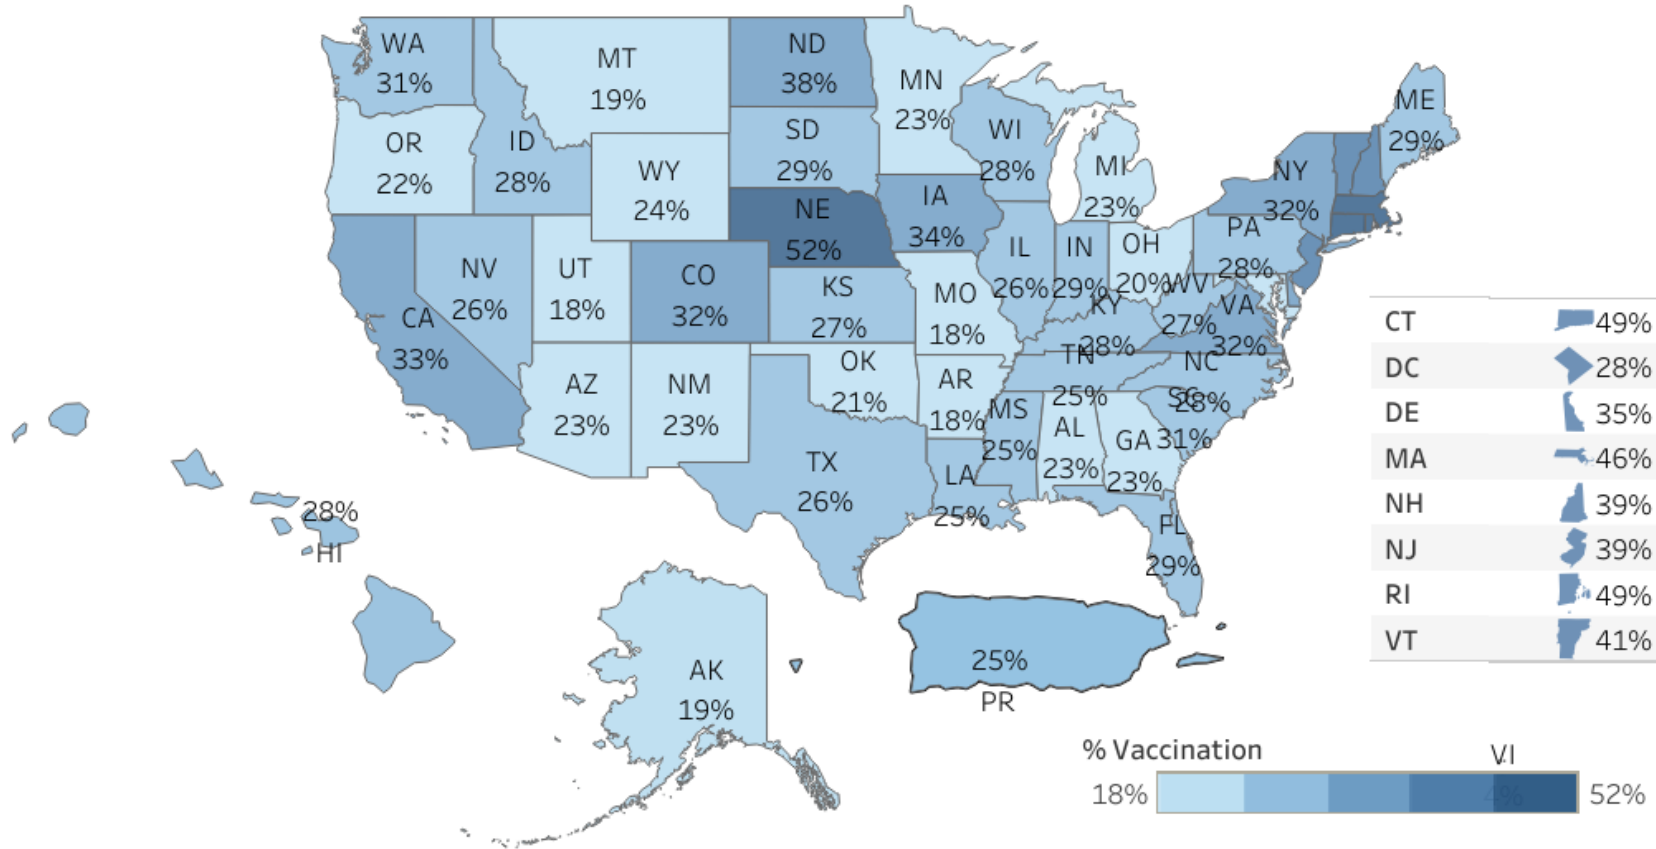 WA
31%
MT
19%
ND
38%
MN
23%
OR
22%
ID
28%
WY
24%
SD
29%
WI
28%
MI
23%
ME
29%
NY
32%
NE
52%
IA
34%
PA
28%
CA
33%
NV
26%
UT
18%
CO
32%
KS
27%
MO
18%
IL
26%
IN
29%
OH
20%
WV
27%
VA
32%
KY
28%
TN
25%
NC
28%
SC
31%
AZ
23%
NM
23%
OK
21%
AR
18%
MS
25%
AL
23%
GA
23%
TX
26%
LA
25%
FL
29%
28%
HI
AK
19%
25%
PR
CT 49%
DC 28%
DE 35%
MA 46%
NH 39%
NJ 39%
RI 49%
VT 41%
% Vaccination
VI
18% 4% 52%